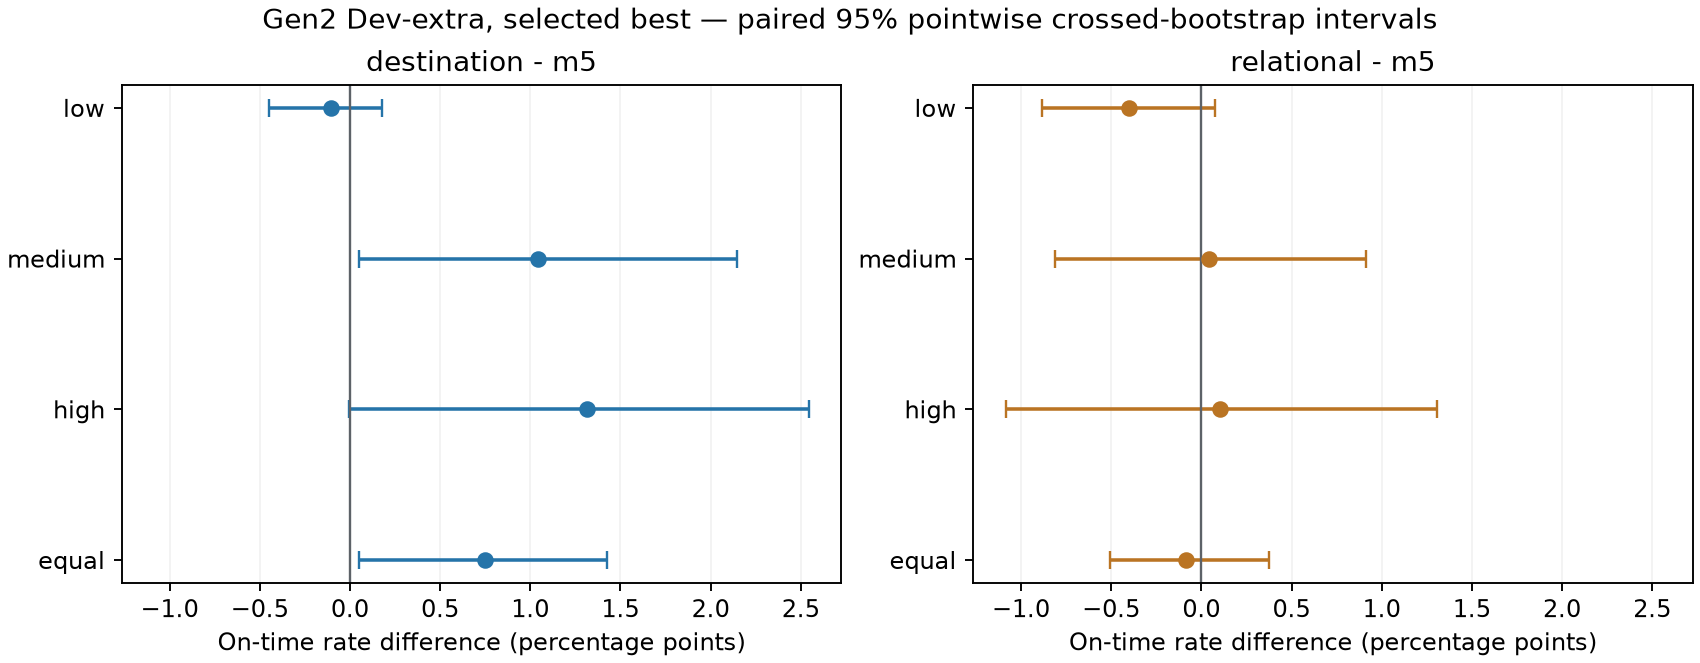 Gen2 Dev-extra, selected best — paired 95% pointwise crossed-bootstrap intervals
destination - m5
low
medium
high
equal
−1.0 −0.5 0.0 0.5 1.0 1.5 2.0 2.5
On-time rate difference (percentage points)
relational - m5
low
medium
high
equal
−1.0 −0.5 0.0 0.5 1.0 1.5 2.0 2.5
On-time rate difference (percentage points)